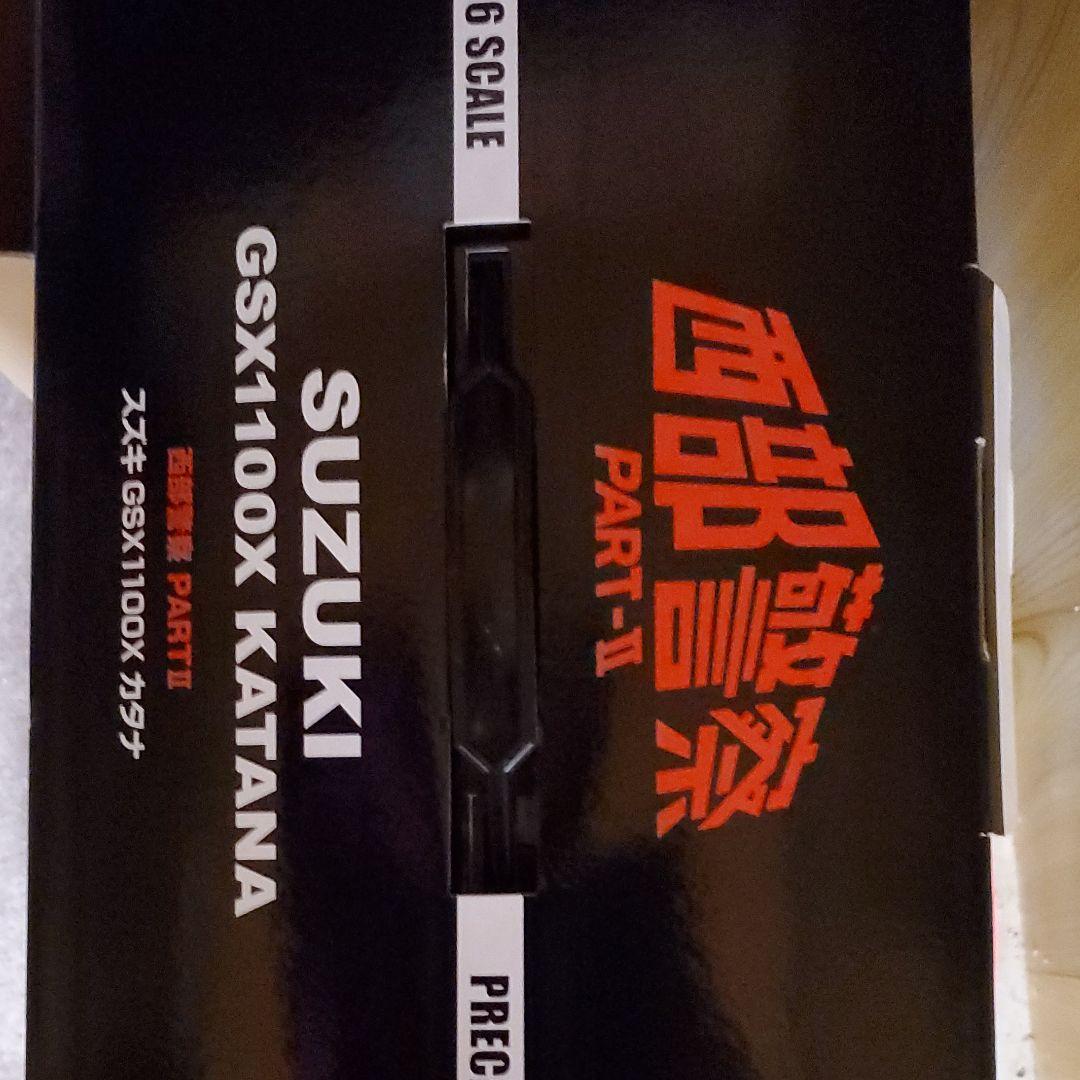 西部警察
PART-II
6 SCALE
PREC
SUZUKI
GSX1100X KATANA
西部警察 PARTII
スズキ GSX1100X カタナ